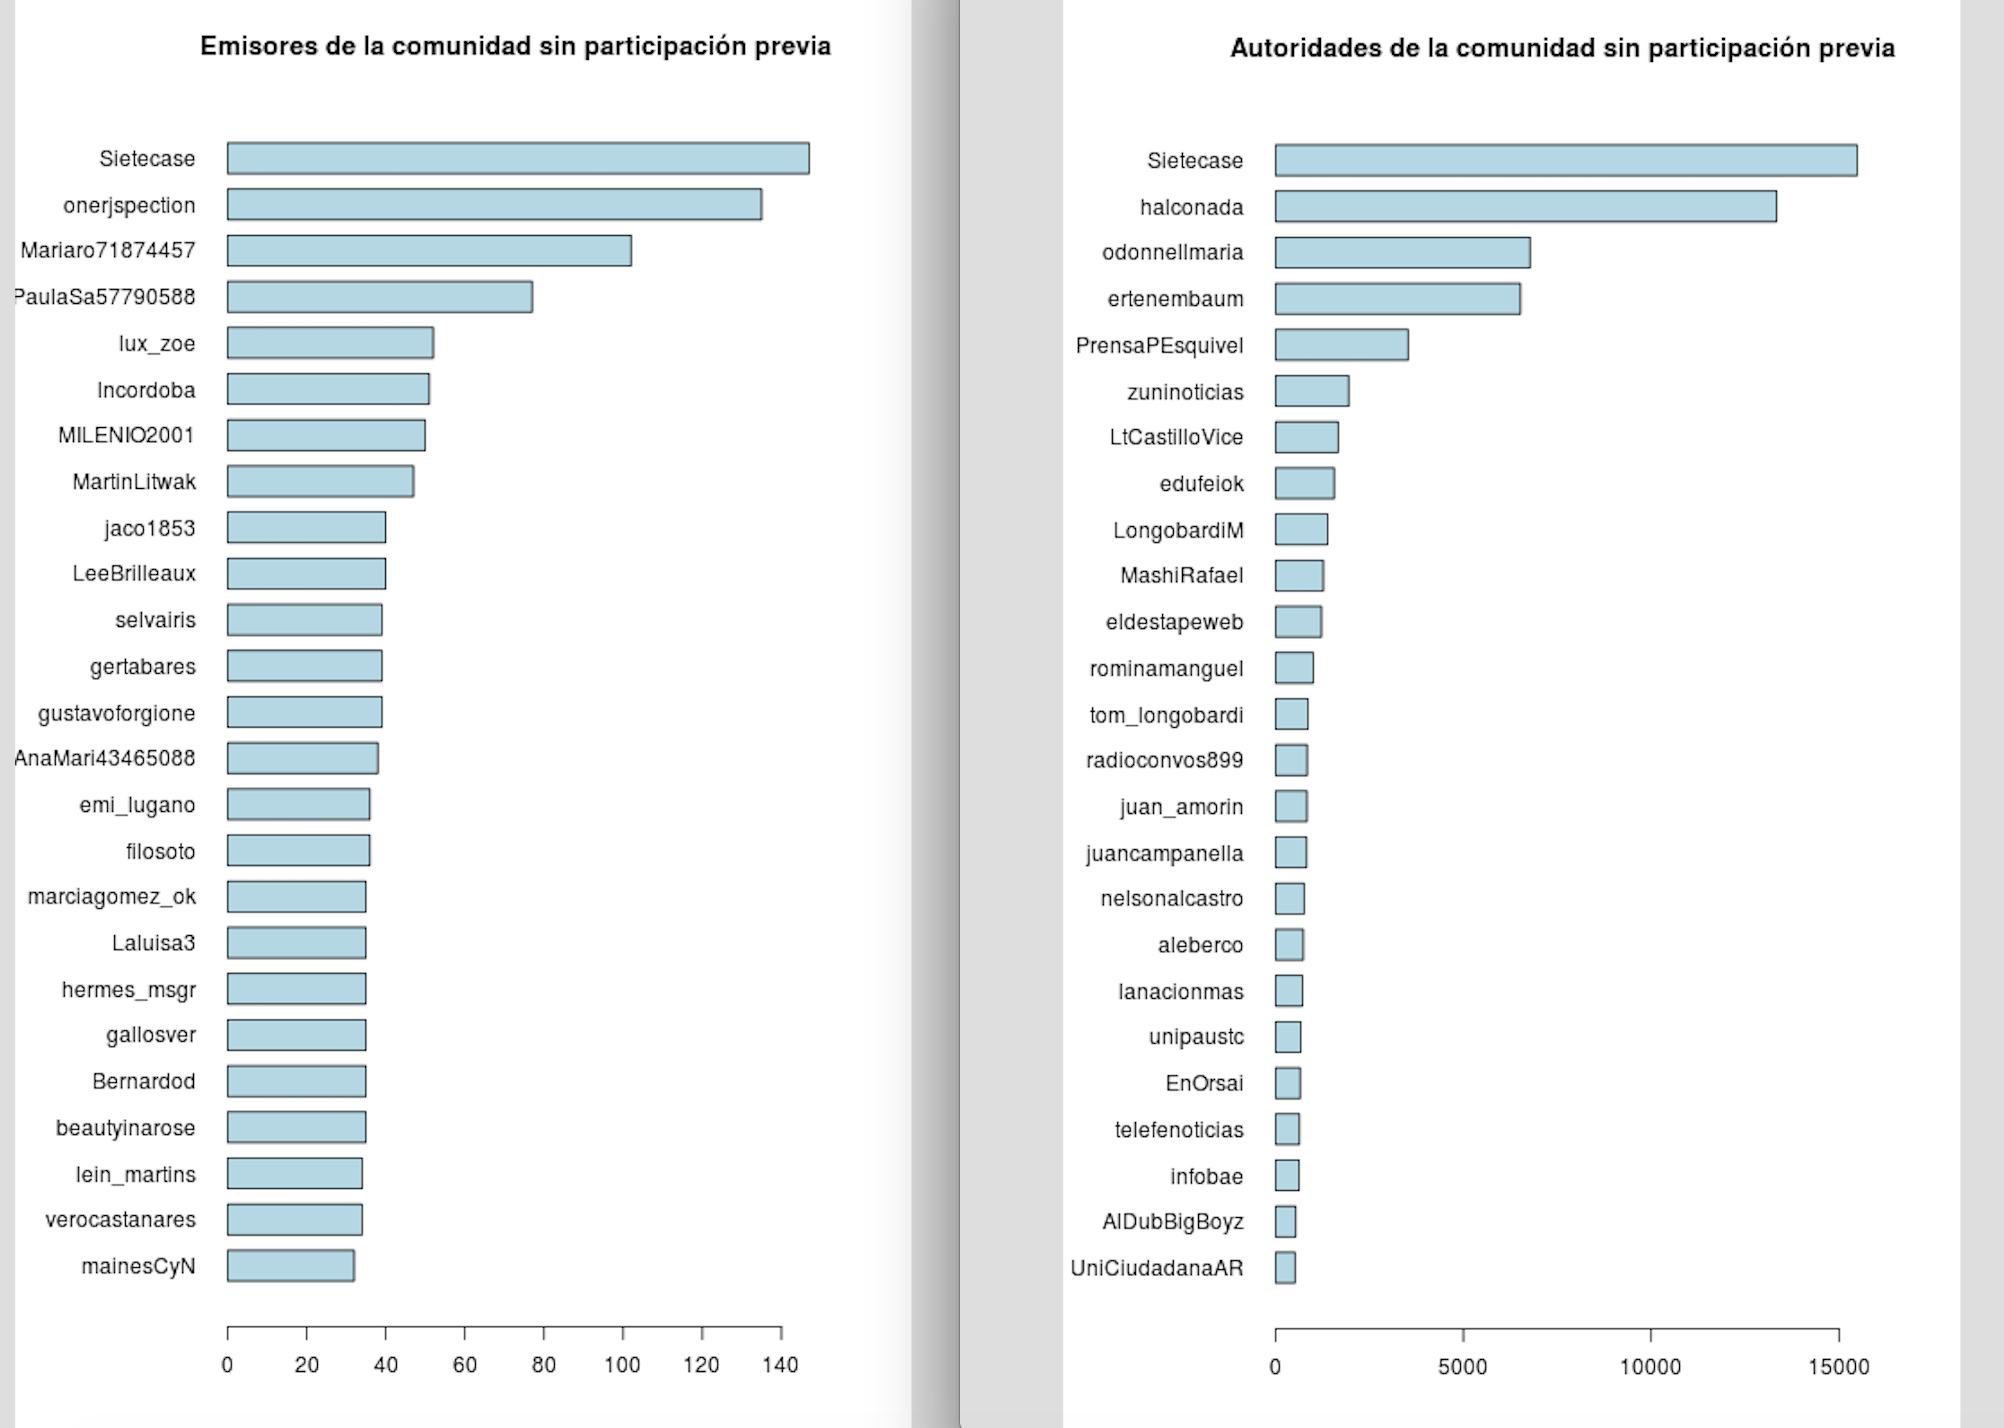 Emisores de la comunidad sin participación previa
Sietecase
onerjspection
Mariaro71874457
PaulaSa57790588
lux_zoe
Incordoba
MILENIO2001
MartinLitwak
jaco1853
LeeBrilleaux
selvairis
gertabares
gustavoforgione
AnaMari43465088
emi_lugano
filosoto
marciagomez_ok
Laluisa3
hermes_msgr
gallosver
Bernardod
beautyinarose
lein_martins
verocastanares
mainesCyN
0 20 40 60 80 100 120 140
Autoridades de la comunidad sin participación previa
Sietecase
halconada
odonnellmaria
ertenembaum
PrensaPEsquivel
zuninoticias
LtCastilloVice
edufeiok
LongobardiM
MashiRafael
eldestapeweb
rominamanguel
tom_longobardi
radioconvos899
juan_amorin
juancampanella
nelsonalcastro
aleberco
lanacionmas
unipaustc
EnOrsai
telefenoticias
infobae
AlDubBigBoyz
UniCiudadanaAR
0 5000 10000 15000